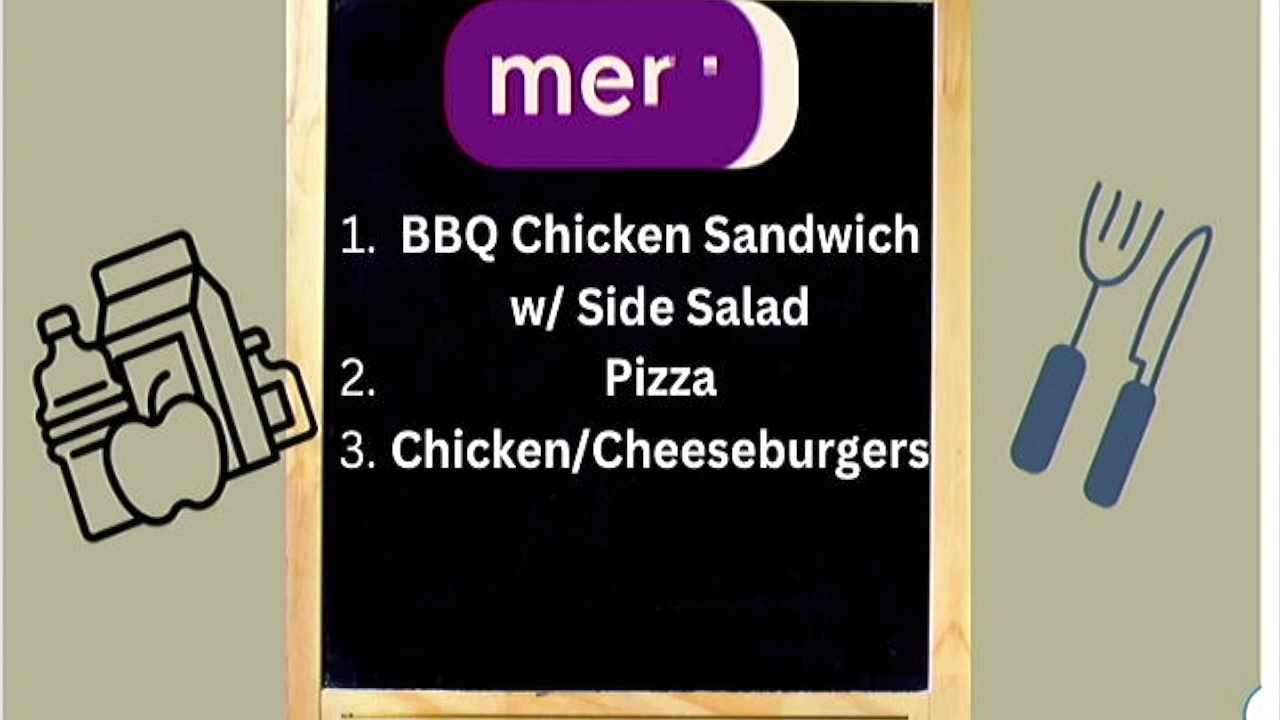 mer
1. BBQ Chicken Sandwich
w/ Side Salad
2. Pizza
3. Chicken/Cheeseburgers